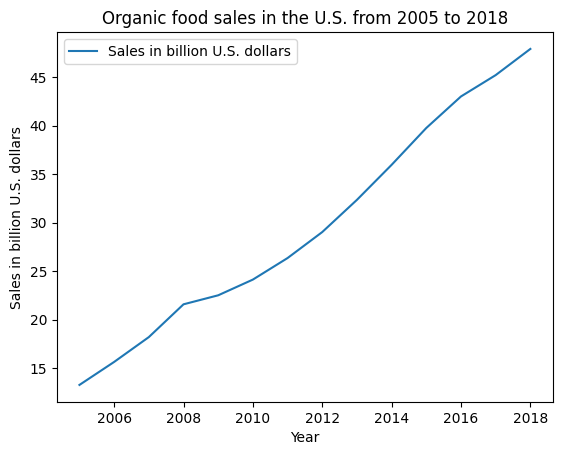 Organic food sales in the U.S. from 2005 to 2018
Sales in billion U.S. dollars
Sales in billion U.S. dollars
45
40
35
30
25
20
15
2006 2008 2010 2012 2014 2016 2018
Year